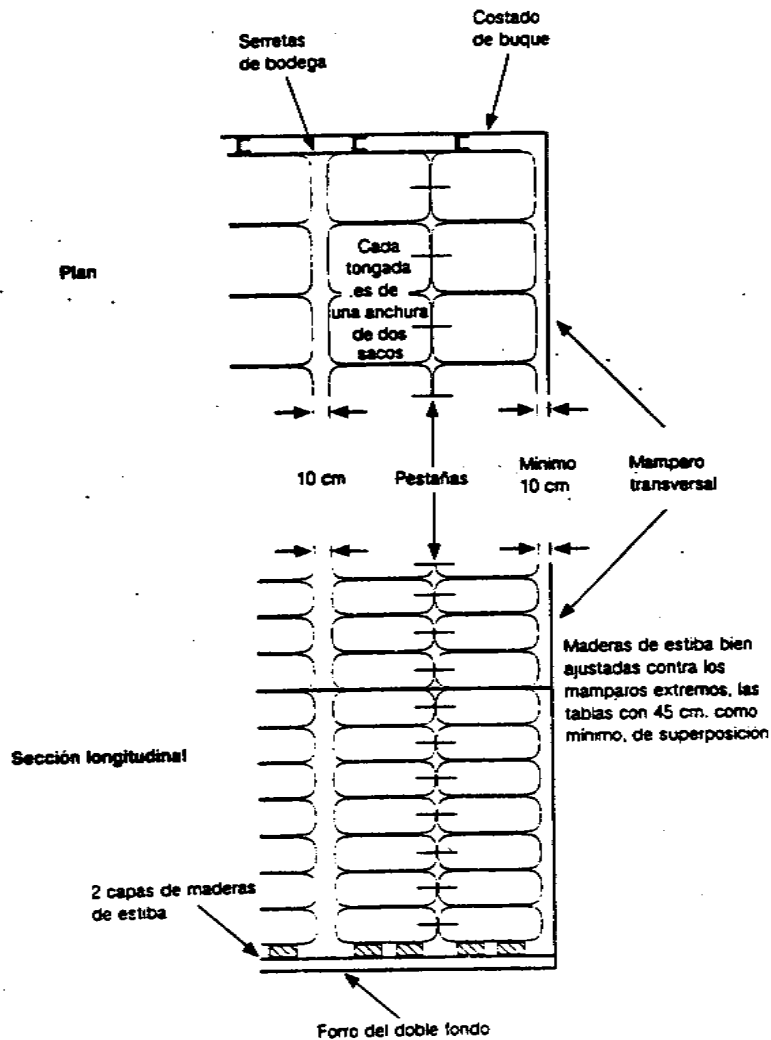 Costado
de buque
Serretas
de bodega
Plan
Cada
tongada
es de
una anchura
de dos
sacos
10 cm
Pestañas
Mínimo
10 cm
Mamparo
transversal
Maderas de estiba bien
ajustadas contra los
mamparos extremos, las
tablas con 45 cm. como
mínimo, de superposición
Sección longitudinal
2 capas de maderas
de estiba
Forro del doble fondo